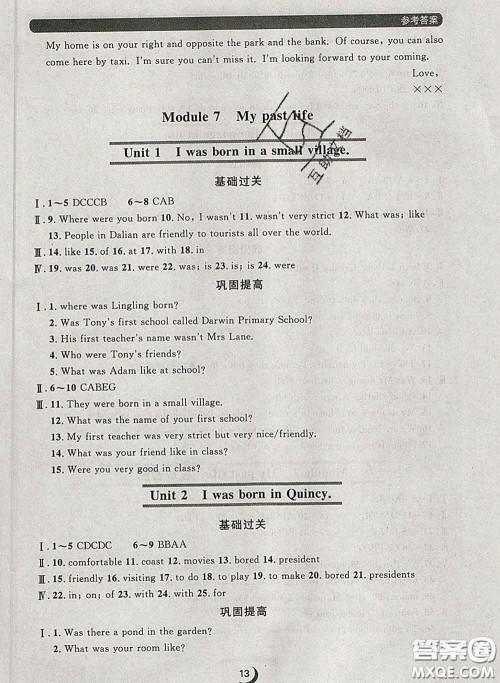 参考答案
My home is on your right and opposite the park and the bank. Of course, you can also
come here by taxi. I'm sure you can't miss it. I'm looking forward to your coming.
Love,
×××
Module 7 My past life
Unit 1 I was born in a small village.
基础过关
Ⅰ. 1~5 DCCCB 6~8 CAB
Ⅱ. 9. Where were you born 10. No, I wasn't 11. wasn't very strict 12. What was; like
13. People in Dalian are friendly to tourists all over the world.
Ⅲ. 14. like 15. of 16. at 17. with 18. in
Ⅳ. 19. was 20. was 21. were 22. was; is 23. is; is 24. were
巩固提高
Ⅰ. 1. where was Lingling born?
2. Was Tony's first school called Darwin Primary School?
3. His first teacher's name wasn't Mrs Lane.
4. Who were Tony's friends?
5. What was Adam like at school?
Ⅱ. 6~10 CABEG
Ⅲ. 11. They were born in a small village.
12. What was the name of your first school?
13. My first teacher was very strict but very nice/friendly.
14. What was your friend like in class?
15. Were you very good in class?
Unit 2 I was born in Quincy.
基础过关
Ⅰ. 1~5 CDCDC 6~9 BBAA
Ⅱ. 10. comfortable 11. coast 12. movies 13. bored 14. president
Ⅲ. 15. friendly 16. visiting 17. to do 18. to play 19. to make 20. bored 21. presidents
Ⅳ. 22. in; on; of 23. with 24. with 25. for
巩固提高
Ⅰ. 1. Was there a pond in the garden?
2. What was your room like?
13
互助文档
答案圈
MXQE.COM